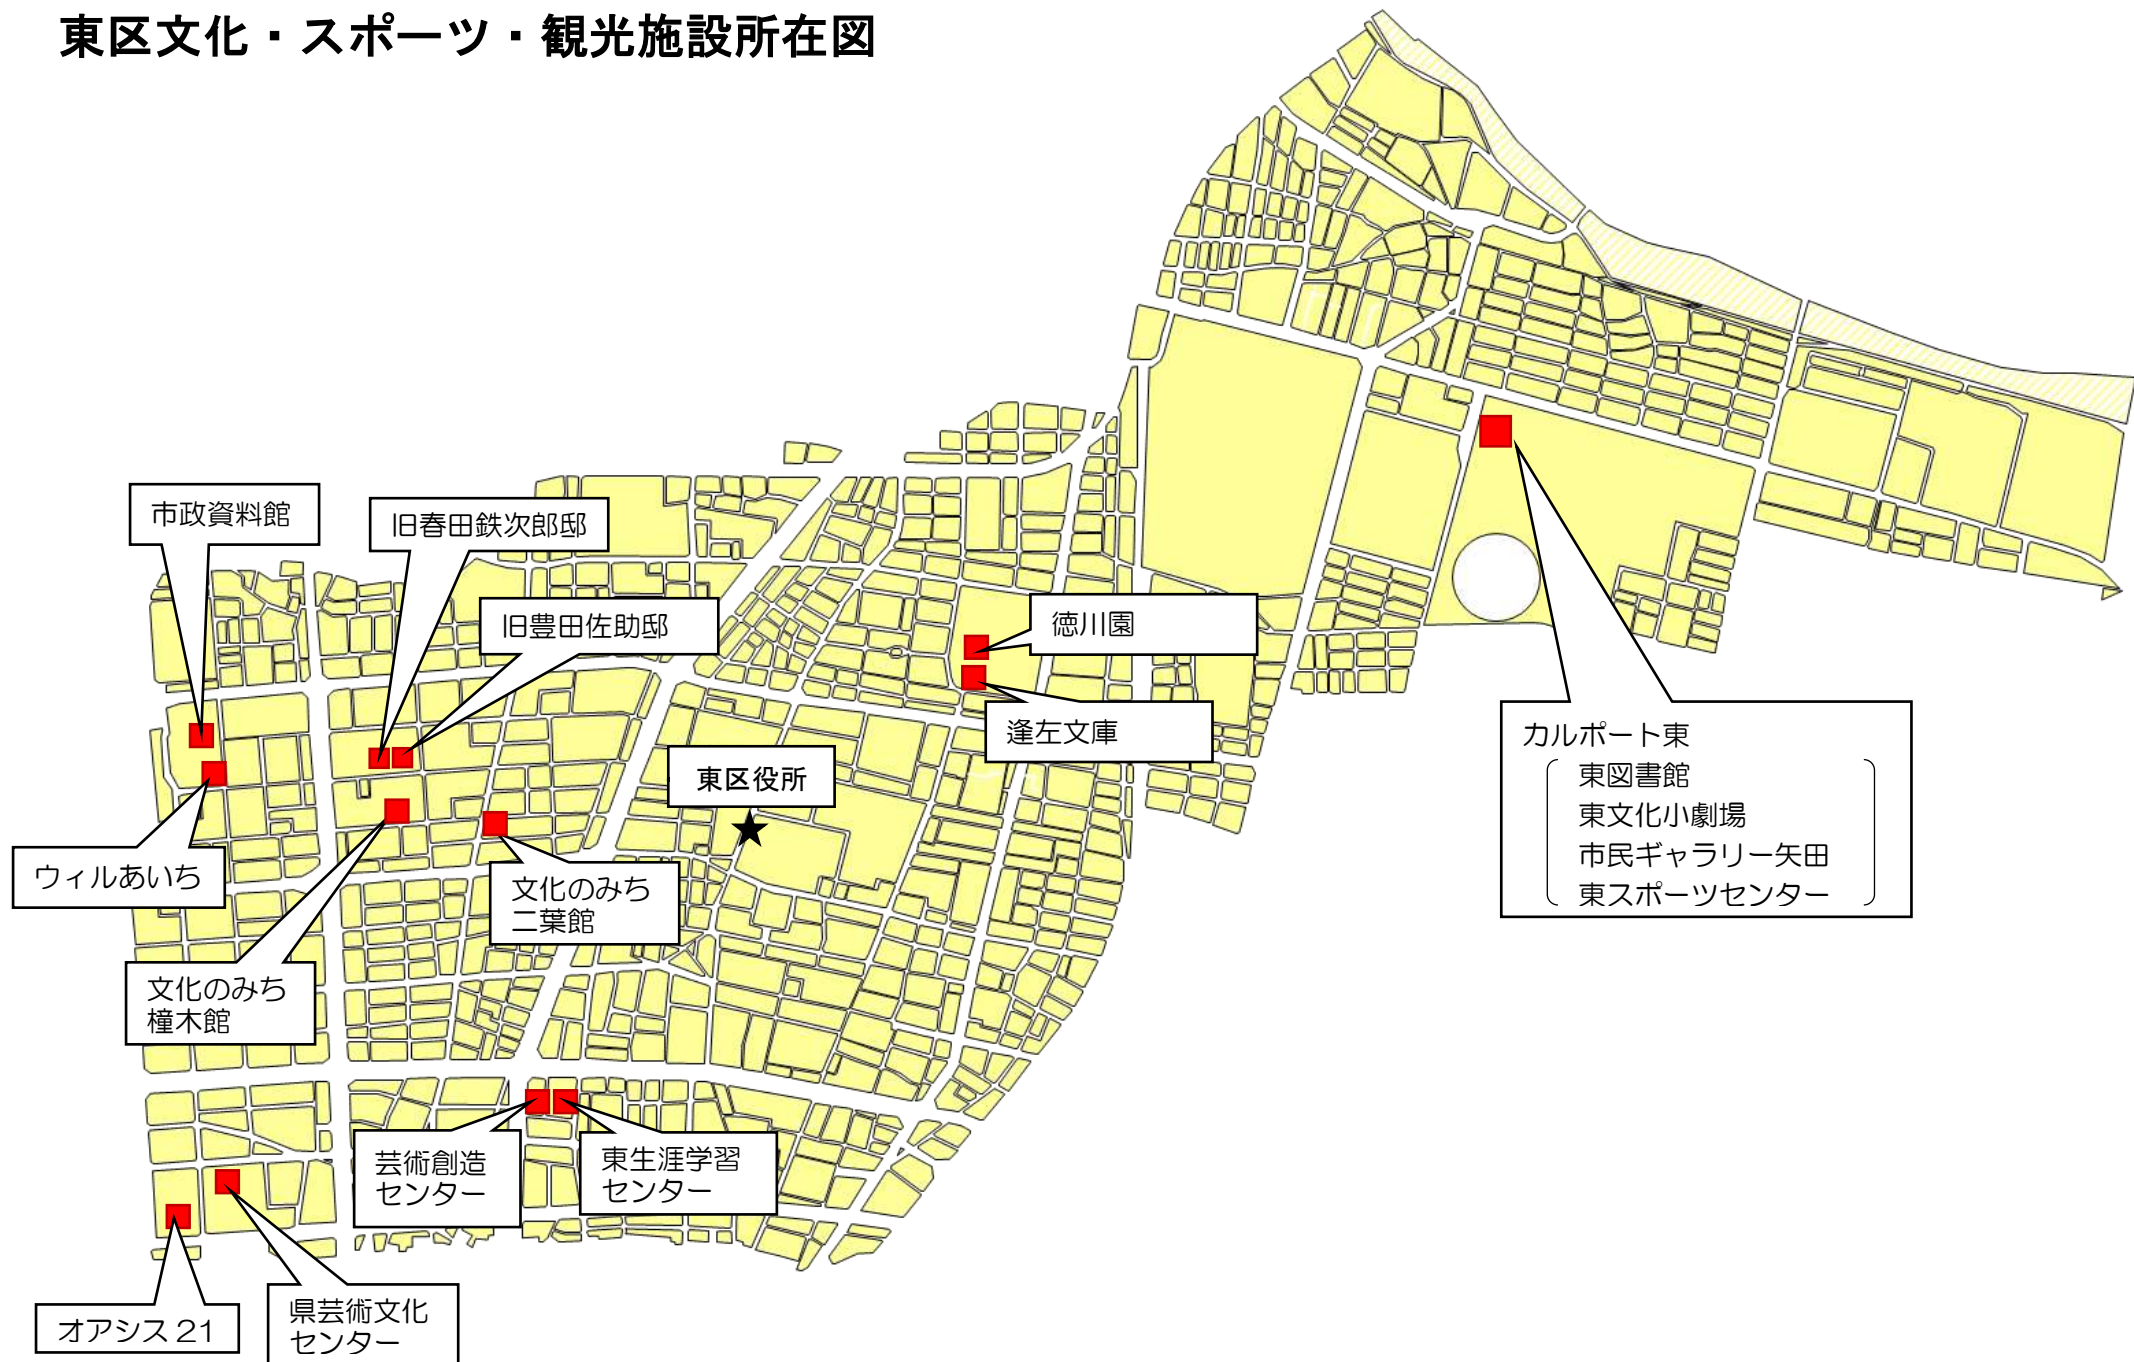 東区文化・スポーツ・観光施設所在図
市政資料館
旧春田鉄次郎邸
旧豊田佐助邸
徳川園
逢左文庫
東区役所
カルポート東
東図書館
東文化小劇場
市民ギャラリー矢田
東スポーツセンター
ウィルあいち
文化のみち
二葉館
文化のみち
橦木館
芸術創造
センター
東生涯学習
センター
オアシス21
県芸術文化
センター